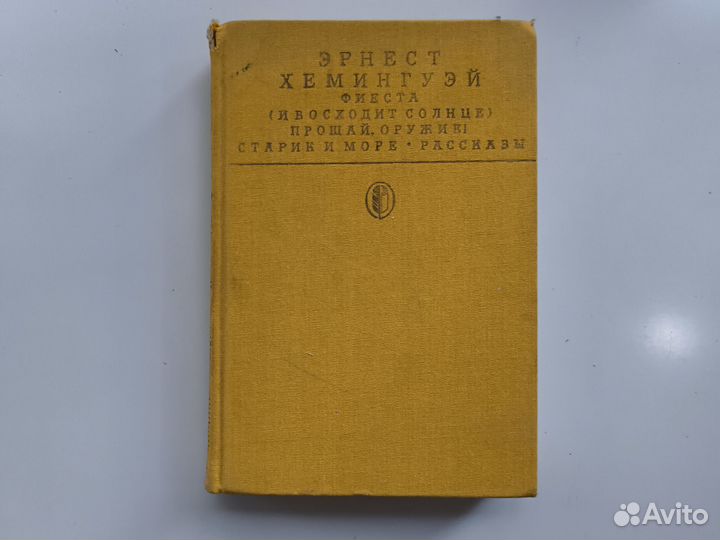 ЭРНЕСТ
ХЕМИНГУЭЙ
ФИЕСТА
(И ВОСХОДИТ СОЛНЦЕ)
ПРОЩАЙ, ОРУЖИЕ!
СТАРИК И МОРЕ • РАССКАЗЫ
Avito